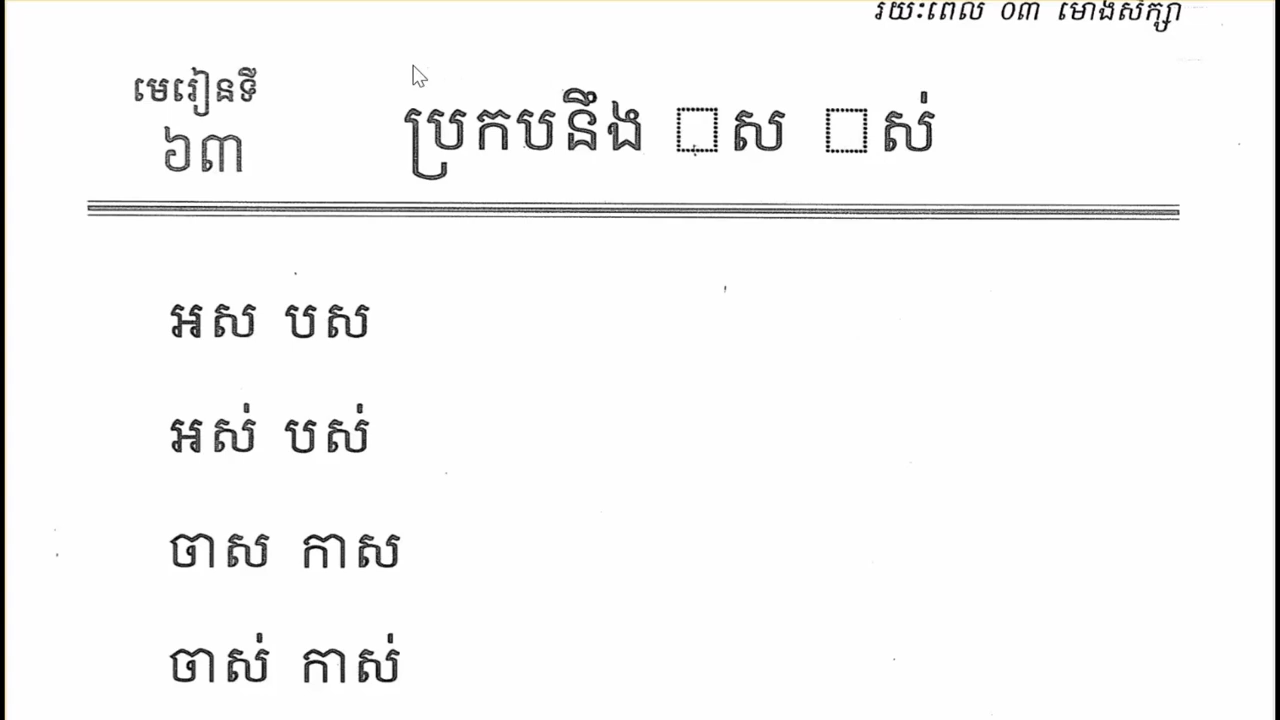 រយ:ពេល ០៣ ម៉ោងសិក្សា
មេរៀនទី
៦៣
ប្រកបនឹង ស ស់
អស បស
អស់ បស់
ចាស កាស
ចាស់ កាស់